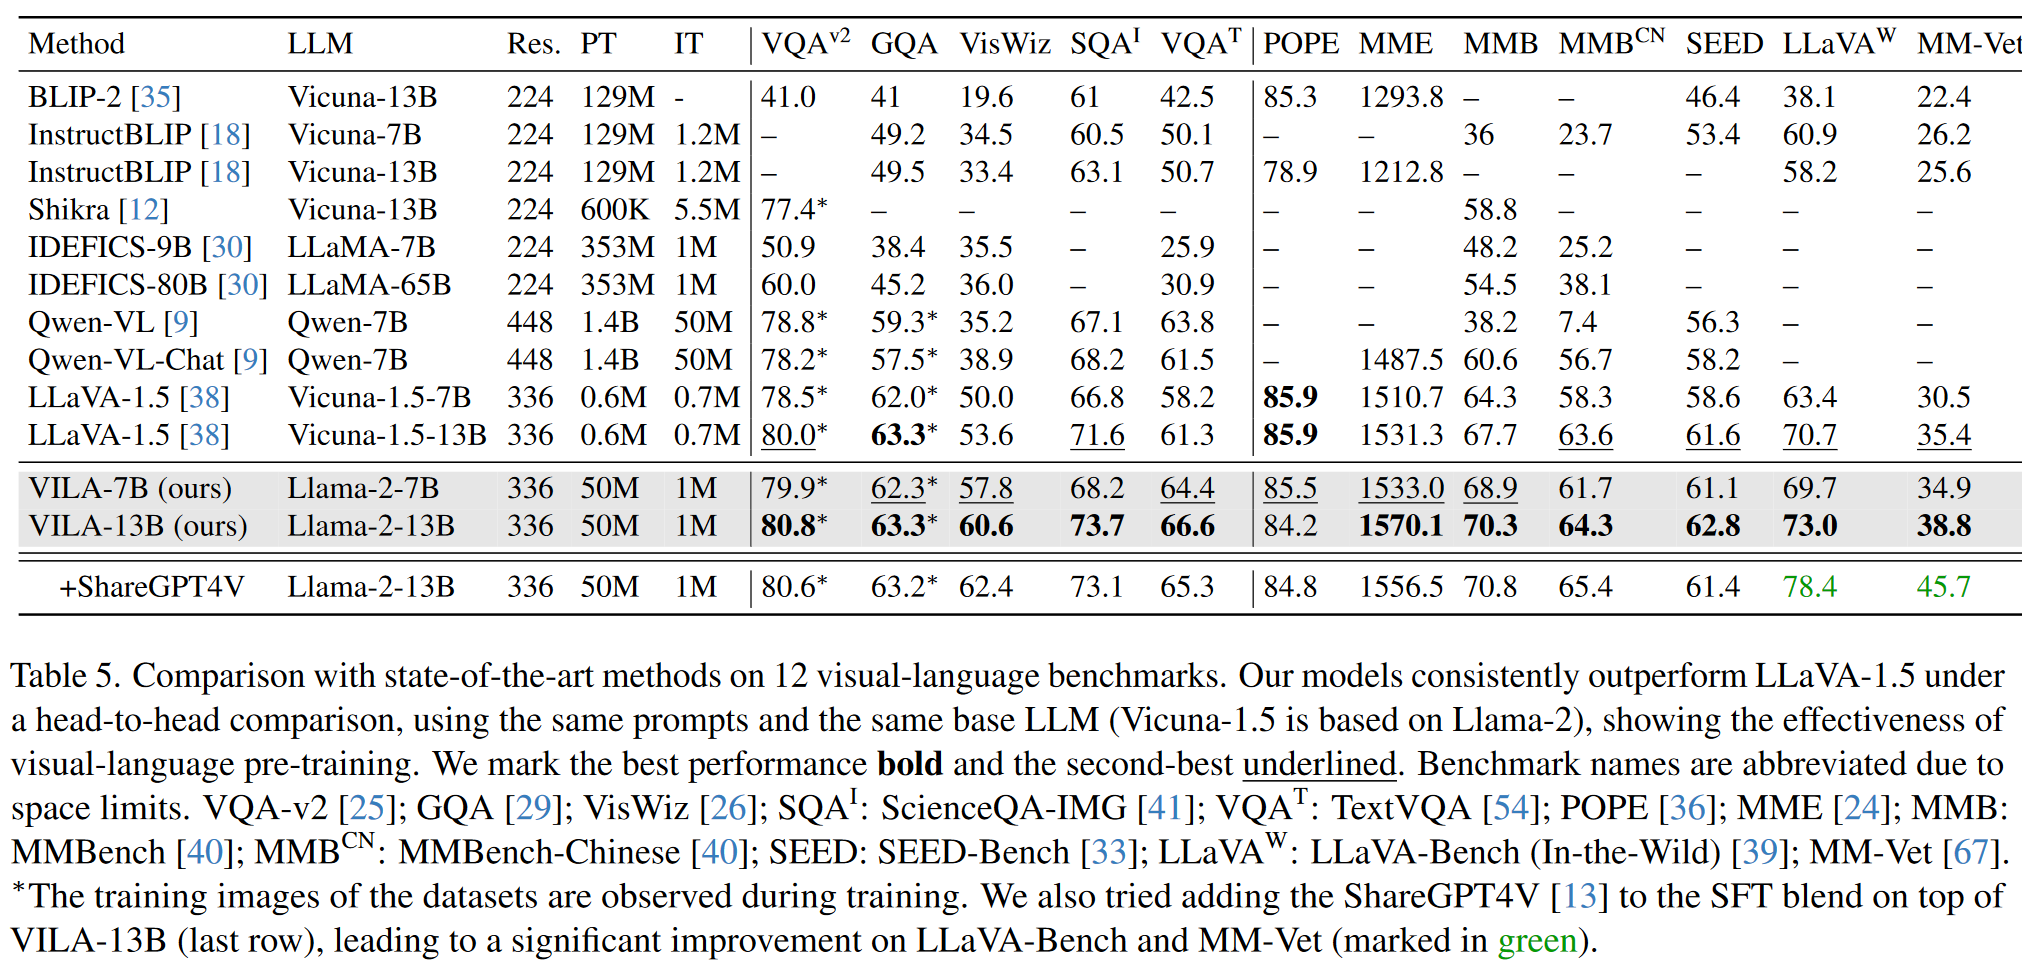 Method LLM Res. PT IT VQA^v2 GQA VisWiz SQA^I VQA^T POPE MME MMB MMB^CN SEED LLaVA^W MM-Vet
BLIP-2 [35] Vicuna-13B 224 129M - 41.0 41 19.6 61 42.5 85.3 1293.8 – – 46.4 38.1 22.4
InstructBLIP [18] Vicuna-7B 224 129M 1.2M – 49.2 34.5 60.5 50.1 – – 36 23.7 53.4 60.9 26.2
InstructBLIP [18] Vicuna-13B 224 129M 1.2M – 49.5 33.4 63.1 50.7 78.9 1212.8 – – – 58.2 25.6
Shikra [12] Vicuna-13B 224 600K 5.5M 77.4* – – – – – – 58.8 – – – –
IDEFICS-9B [30] LLaMA-7B 224 353M 1M 50.9 38.4 35.5 – 25.9 – – 48.2 25.2 – – –
IDEFICS-80B [30] LLaMA-65B 224 353M 1M 60.0 45.2 36.0 – 30.9 – – 54.5 38.1 – – –
Qwen-VL [9] Qwen-7B 448 1.4B 50M 78.8* 59.3* 35.2 67.1 63.8 – – 38.2 7.4 56.3 – –
Qwen-VL-Chat [9] Qwen-7B 448 1.4B 50M 78.2* 57.5* 38.9 68.2 61.5 – 1487.5 60.6 56.7 58.2 – –
LLaVA-1.5 [38] Vicuna-1.5-7B 336 0.6M 0.7M 78.5* 62.0* 50.0 66.8 58.2 85.9 1510.7 64.3 58.3 58.6 63.4 30.5
LLaVA-1.5 [38] Vicuna-1.5-13B 336 0.6M 0.7M 80.0* 63.3* 53.6 71.6 61.3 85.9 1531.3 67.7 63.6 61.6 70.7 35.4
VILA-7B (ours) Llama-2-7B 336 50M 1M 79.9* 62.3* 57.8 68.2 64.4 85.5 1533.0 68.9 61.7 61.1 69.7 34.9
VILA-13B (ours) Llama-2-13B 336 50M 1M 80.8* 63.3* 60.6 73.7 66.6 84.2 1570.1 70.3 64.3 62.8 73.0 38.8
+ShareGPT4V Llama-2-13B 336 50M 1M 80.6* 63.2* 62.4 73.1 65.3 84.8 1556.5 70.8 65.4 61.4 78.4 45.7
Table 5. Comparison with state-of-the-art methods on 12 visual-language benchmarks. Our models consistently outperform LLaVA-1.5 under
a head-to-head comparison, using the same prompts and the same base LLM (Vicuna-1.5 is based on Llama-2), showing the effectiveness of
visual-language pre-training. We mark the best performance bold and the second-best underlined. Benchmark names are abbreviated due to
space limits. VQA-v2 [25]; GQA [29]; VisWiz [26]; SQA^I: ScienceQA-IMG [41]; VQA^T: TextVQA [54]; POPE [36]; MME [24]; MMB:
MMBench [40]; MMB^CN: MMBench-Chinese [40]; SEED: SEED-Bench [33]; LLaVA^W: LLaVA-Bench (In-the-Wild) [39]; MM-Vet [67].
*The training images of the datasets are observed during training. We also tried adding the ShareGPT4V [13] to the SFT blend on top of
VILA-13B (last row), leading to a significant improvement on LLaVA-Bench and MM-Vet (marked in green).